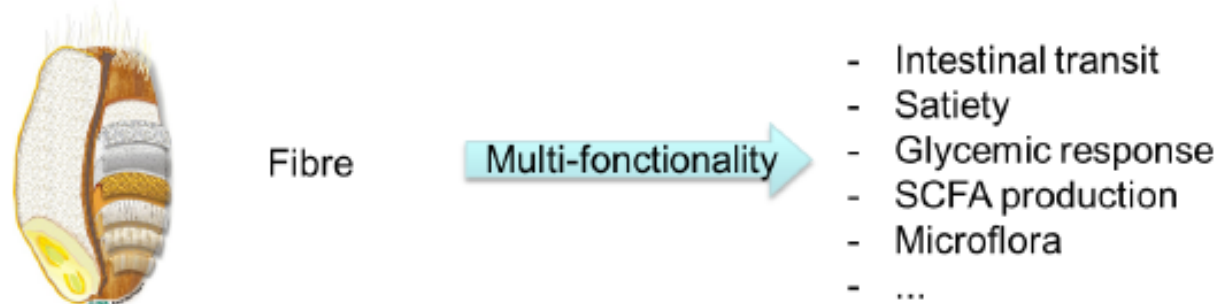 Fibre
Multi-fonctionality
- Intestinal transit
- Satiety
- Glycemic response
- SCFA production
- Microflora
- ...